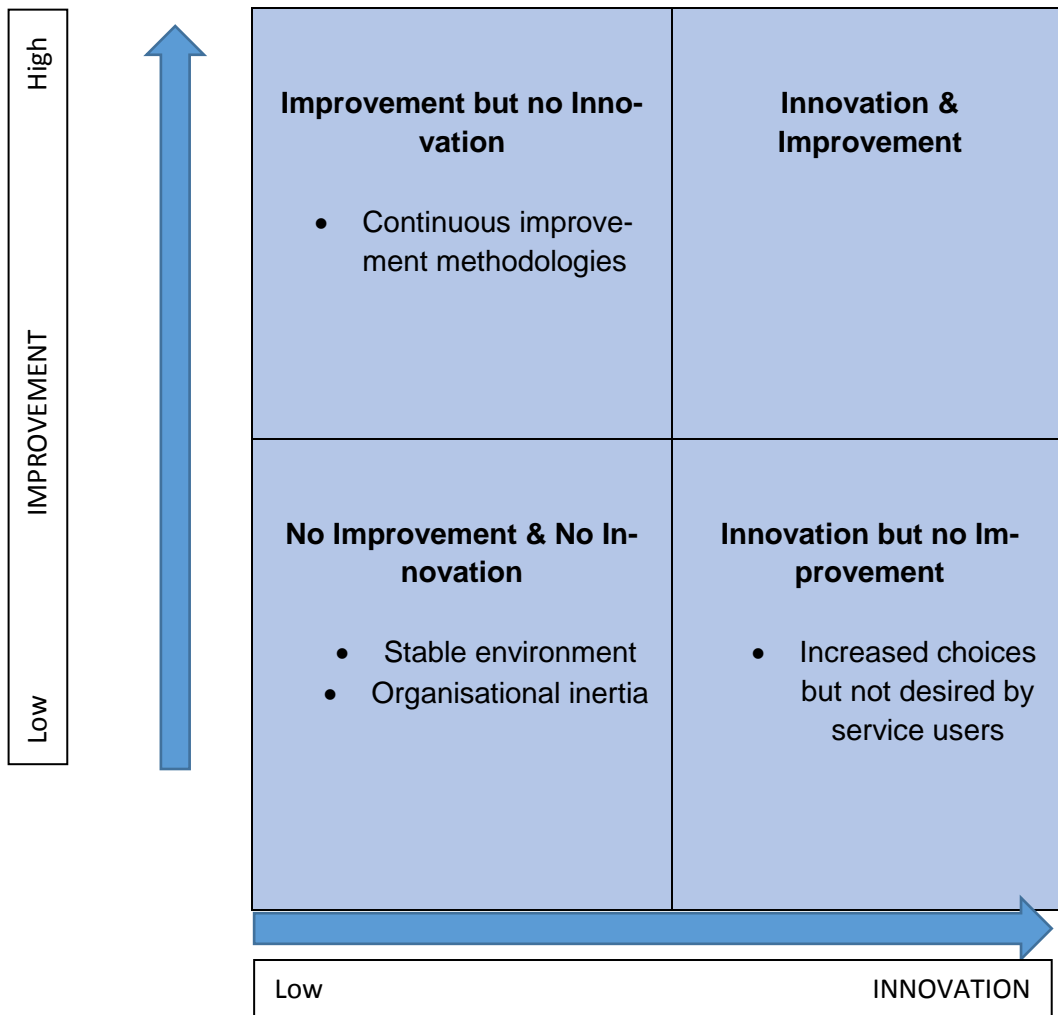 High
IMPROVEMENT
Low
Improvement but no Inno-
vation
• Continuous improve-
ment methodologies
Innovation &
Improvement
No Improvement & No In-
novation
• Stable environment
• Organisational inertia
Innovation but no Im-
provement
• Increased choices
but not desired by
service users
Low INNOVATION